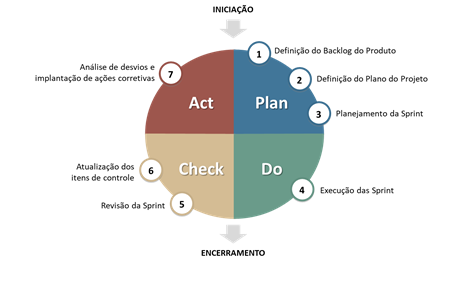 INICIAÇÃO
1
Definição do Backlog do Produto
2
Definição do Plano do Projeto
3
Planejamento da Sprint
Análise de desvios e
implantação de ações corretivas
7
Act
Plan
Check
Do
4
Execução das Sprint
Atualização dos
itens de controle
6
Revisão da Sprint
5
ENCERRAMENTO